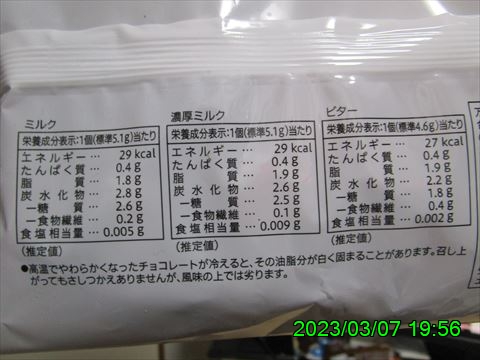 ミルク
栄養成分表示:1個(標準5.1g)当たり
エネルギー… 29 kcal
たんぱく質… 0.4 g
脂質… 1.8 g
炭水化物… 2.8 g
―糖質… 2.6 g
―食物繊維… 0.2 g
食塩相当量… 0.005 g
(推定値)
濃厚ミルク
栄養成分表示:1個(標準5.1g)当たり
エネルギー… 29 kcal
たんぱく質… 0.4 g
脂質… 1.9 g
炭水化物… 2.6 g
―糖質… 2.5 g
―食物繊維… 0.1 g
食塩相当量… 0.009 g
(推定値)
ビター
栄養成分表示:1個(標準4.6g)当たり
エネルギー… 27 kcal
たんぱく質… 0.4 g
脂質… 1.9 g
炭水化物… 2.2 g
―糖質… 1.8 g
―食物繊維… 0.4 g
食塩相当量… 0.002 g
(推定値)
●高温でやわらかくなったチョコレートが冷えると、その油脂分が白く固まることがあります。召し上
がってもさしつかえありませんが、風味の上では劣ります。
2023/03/07 19:56